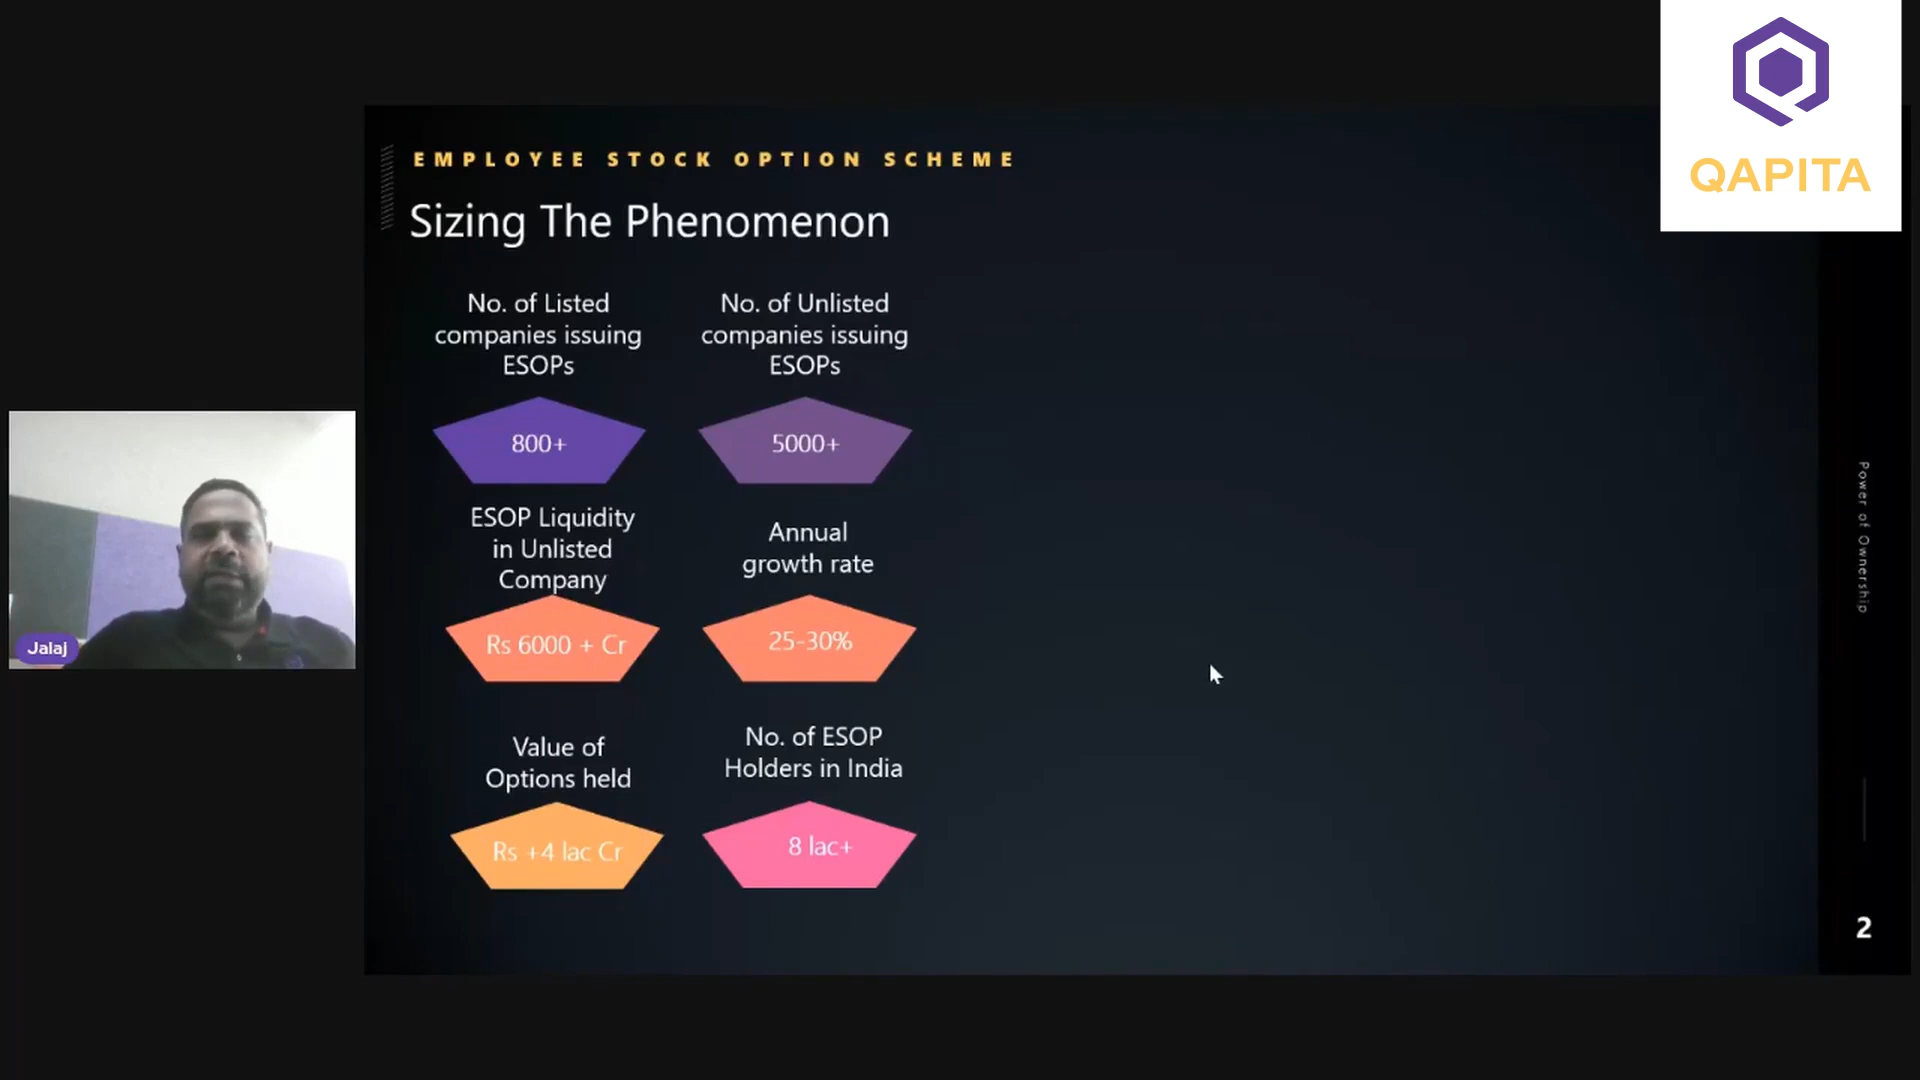 QAPITA
EMPLOYEE STOCK OPTION SCHEME
Sizing The Phenomenon
No. of Listed
companies issuing
ESOPs
800+
No. of Unlisted
companies issuing
ESOPs
5000+
ESOP Liquidity
in Unlisted
Company
Rs 6000 + Cr
Annual
growth rate
25-30%
Value of
Options held
Rs +4 lac Cr
No. of ESOP
Holders in India
8 lac+
Jalaj
Power of Ownership
2